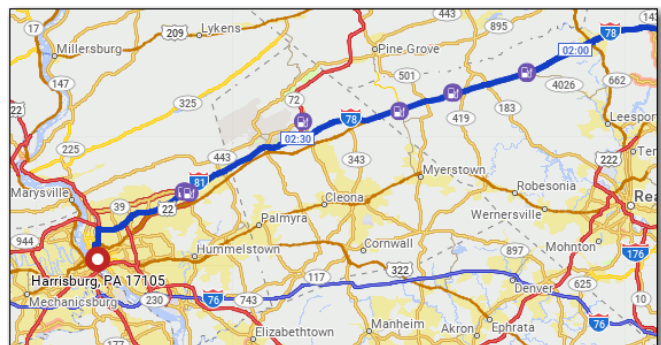 17
209
Lykens
443
895
78
143
Millersburg
Pine Grove
02:00
147
501
662
72
4026
325
183
22
78
419
Leesport
225
02:30
443
343
222
Marysville
81
Myerstown
39
22
Cleona
Robesonia
Palmyra
Wernersville
944
Hummelstown
Cornwall
Mohnton
897
176
Harrisburg, PA 17105
322
117
Denver
625
Mechanicsburg
230
76
743
10
76
Elizabethtown
Manheim
Akron
Ephrata
177